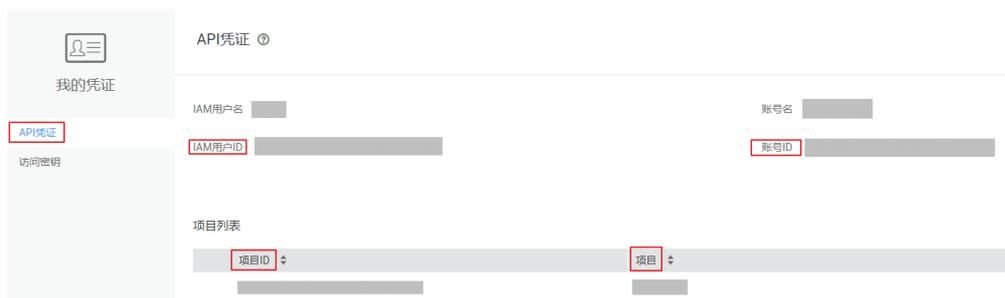 我的凭证
API凭证
访问密钥
API凭证 ?
IAM用户名 账号名
IAM用户ID 账号ID
项目列表
项目ID 项目